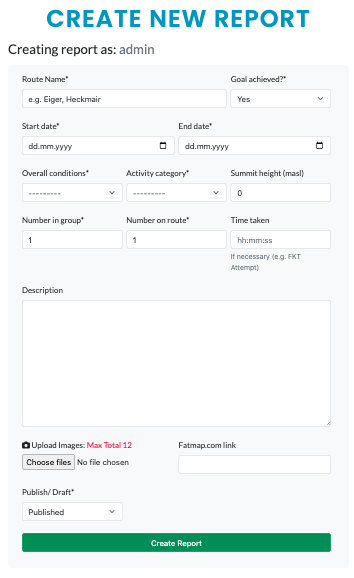 CREATE NEW REPORT
Creating report as: admin
Route Name* Goal achieved?*
e.g. Eiger, Heckmair Yes
Start date* End date*
dd.mm.yyyy dd.mm.yyyy
Overall conditions* Activity category* Summit height (masl)
--------- --------- 0
Number in group* Number on route* Time taken
1 1 hh:mm:ss
If necessary (e.g. FKT
Attempt)
Description
Upload Images: Max Total 12 Fatmap.com link
Choose files No file chosen
Publish/ Draft*
Published
Create Report